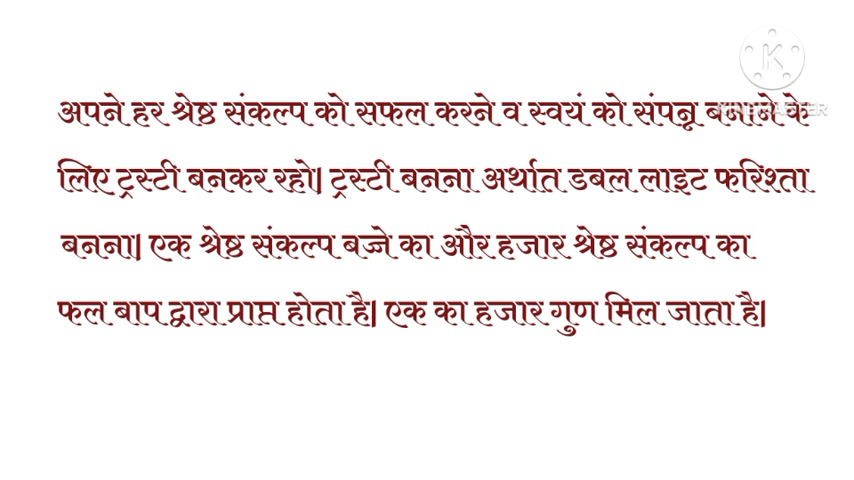 अपने हर श्रेष्ठ संकल्प को सफल करने व स्वयं को संपन्न बनाने के
लिए ट्रस्टी बनकर रहो| ट्रस्टी बनना अर्थात डबल लाइट फरिश्ता
बनना| एक श्रेष्ठ संकल्प बच्चे का और हजार श्रेष्ठ संकल्प का
फल बाप द्वारा प्राप्त होता है| एक का हजार गुण मिल जाता है|
K
KINEMASTER